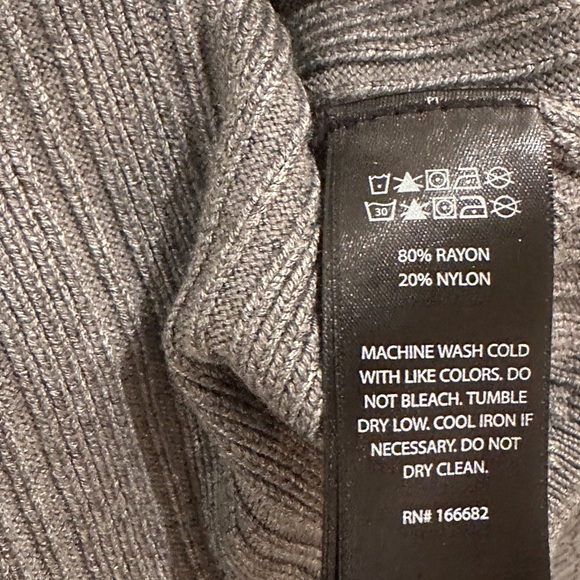 30
80% RAYON
20% NYLON
MACHINE WASH COLD
WITH LIKE COLORS. DO
NOT BLEACH. TUMBLE
DRY LOW. COOL IRON IF
NECESSARY. DO NOT
DRY CLEAN.
RN# 166682